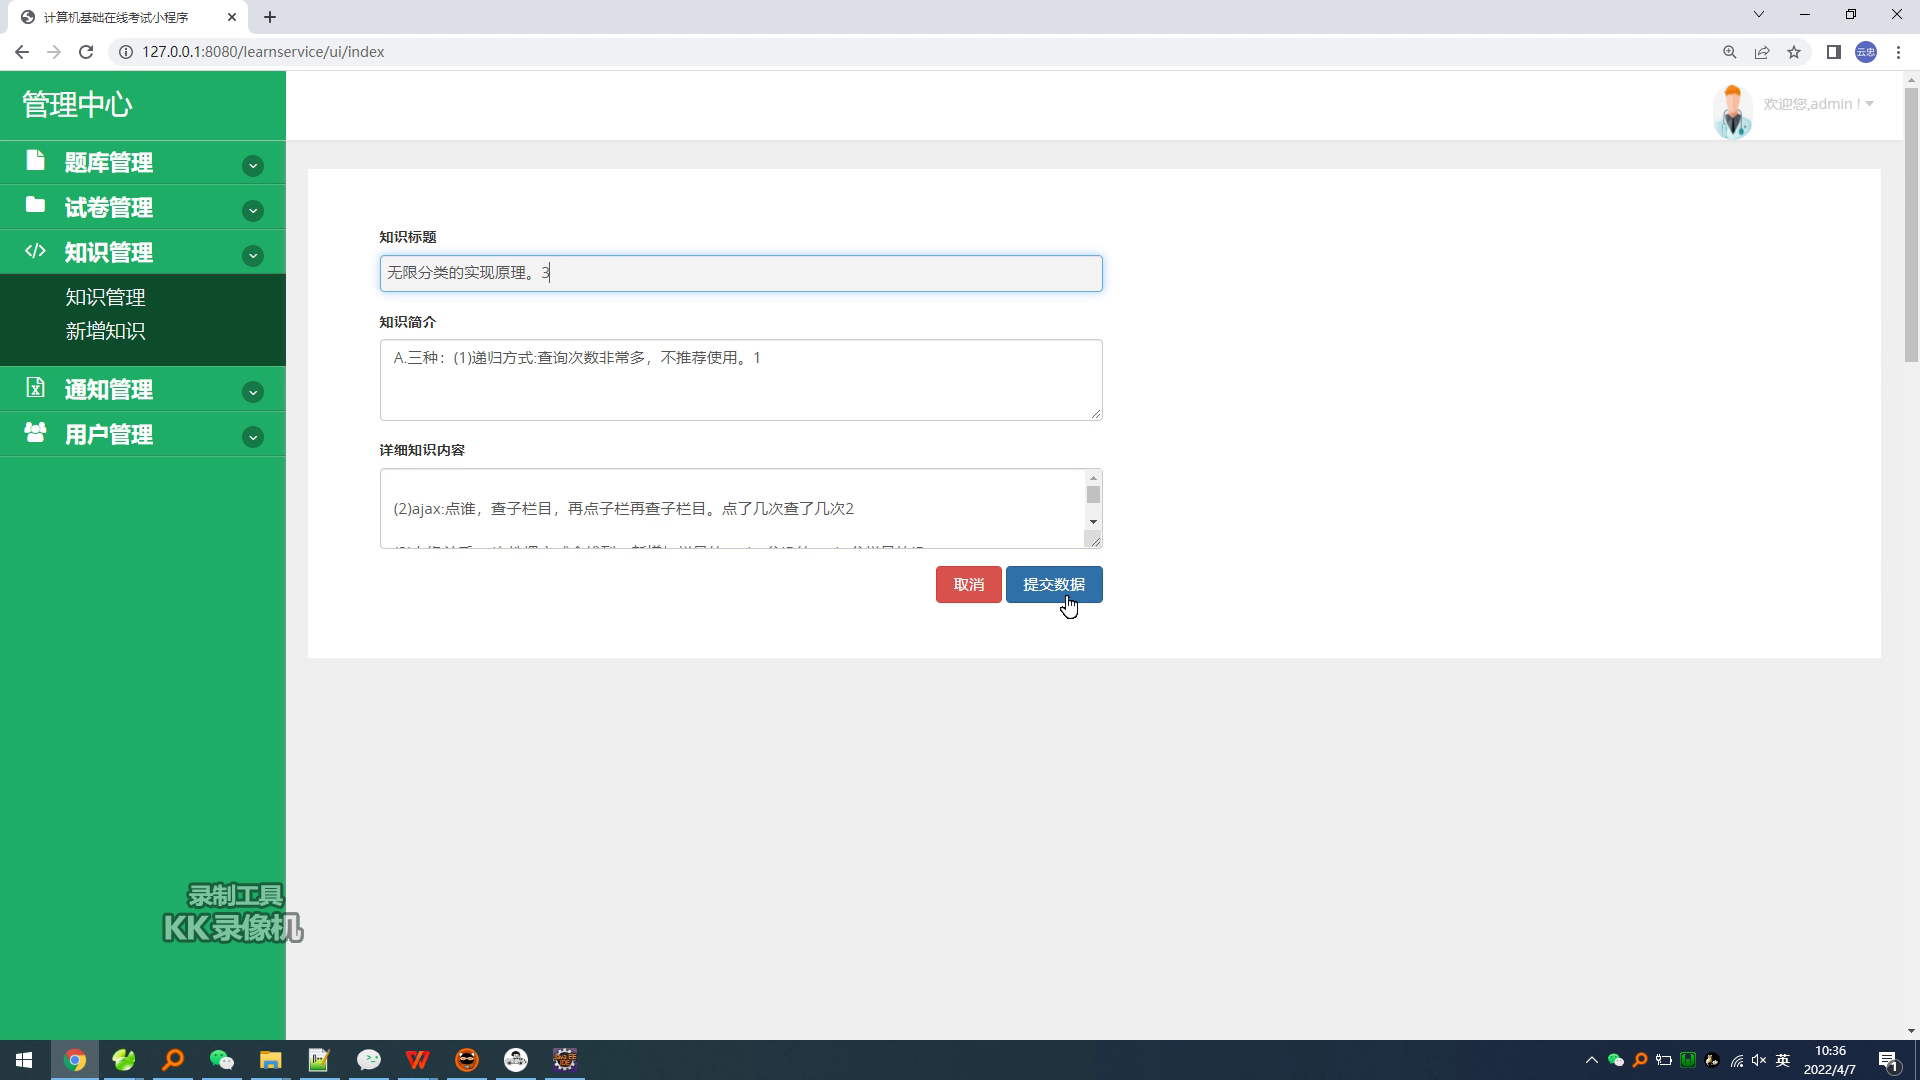 计算机基础在线考试小程序
127.0.0.1:8080/learnservice/ui/index
云忠
管理中心
欢迎您,admin !
题库管理
试卷管理
知识管理
知识管理
新增知识
通知管理
用户管理
知识标题
无限分类的实现原理。3
知识简介
A.三种：(1)递归方式:查询次数非常多，不推荐使用。1
详细知识内容
(2)ajax:点谁，查子栏目，再点子栏再查子栏目。点了几次查了几次2
取消
提交数据
录制工具
KK录像机
英
10:36
2022/4/7
1